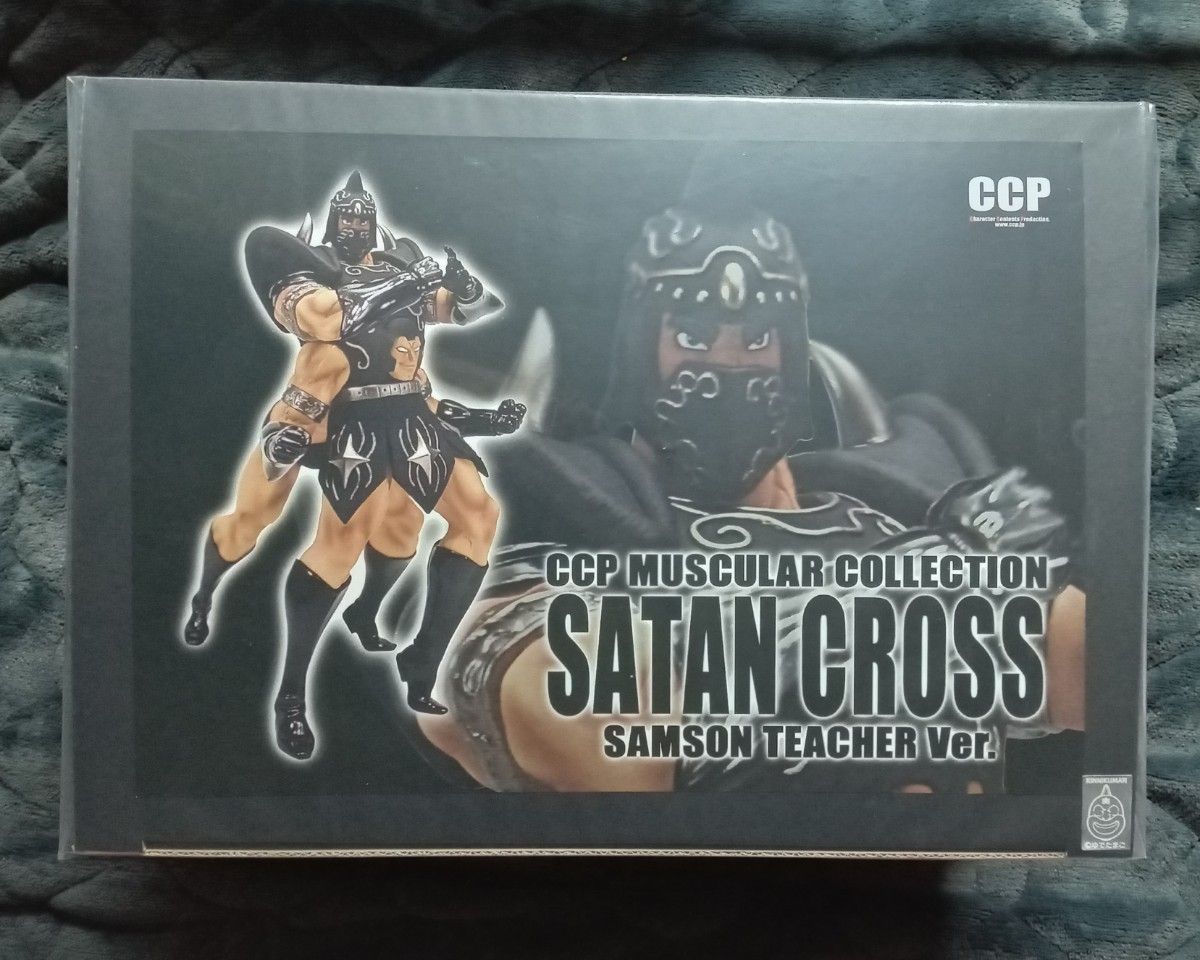 CCP
Character Contents Production.
www.ccp.jp
CCP MUSCULAR COLLECTION
SATAN CROSS
SAMSON TEACHER Ver.
KINNIKUMAN
肉
©ゆでたまご